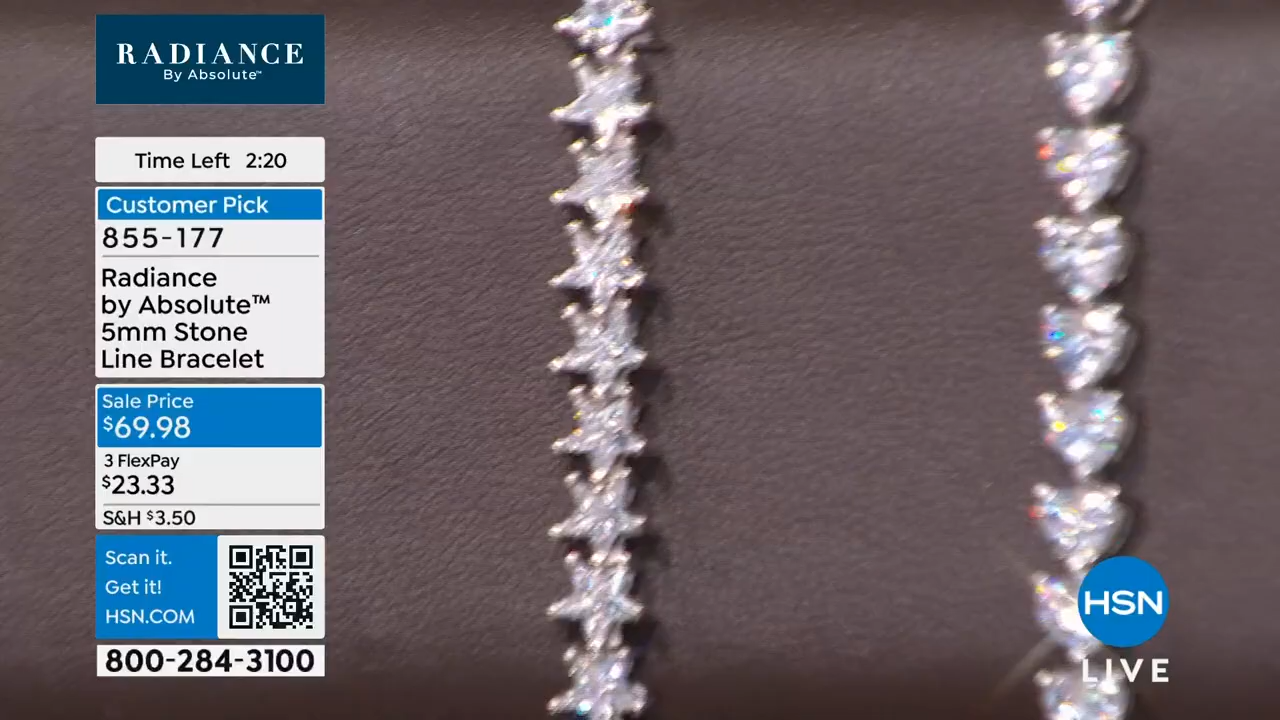 RADIANCE
By Absolute™
Time Left 2:20
Customer Pick
855-177
Radiance
by Absolute™
5mm Stone
Line Bracelet
Sale Price
$69.98
3 FlexPay
$23.33
S&H $3.50
Scan it.
Get it!
HSN.COM
800-284-3100
HSN
LIVE